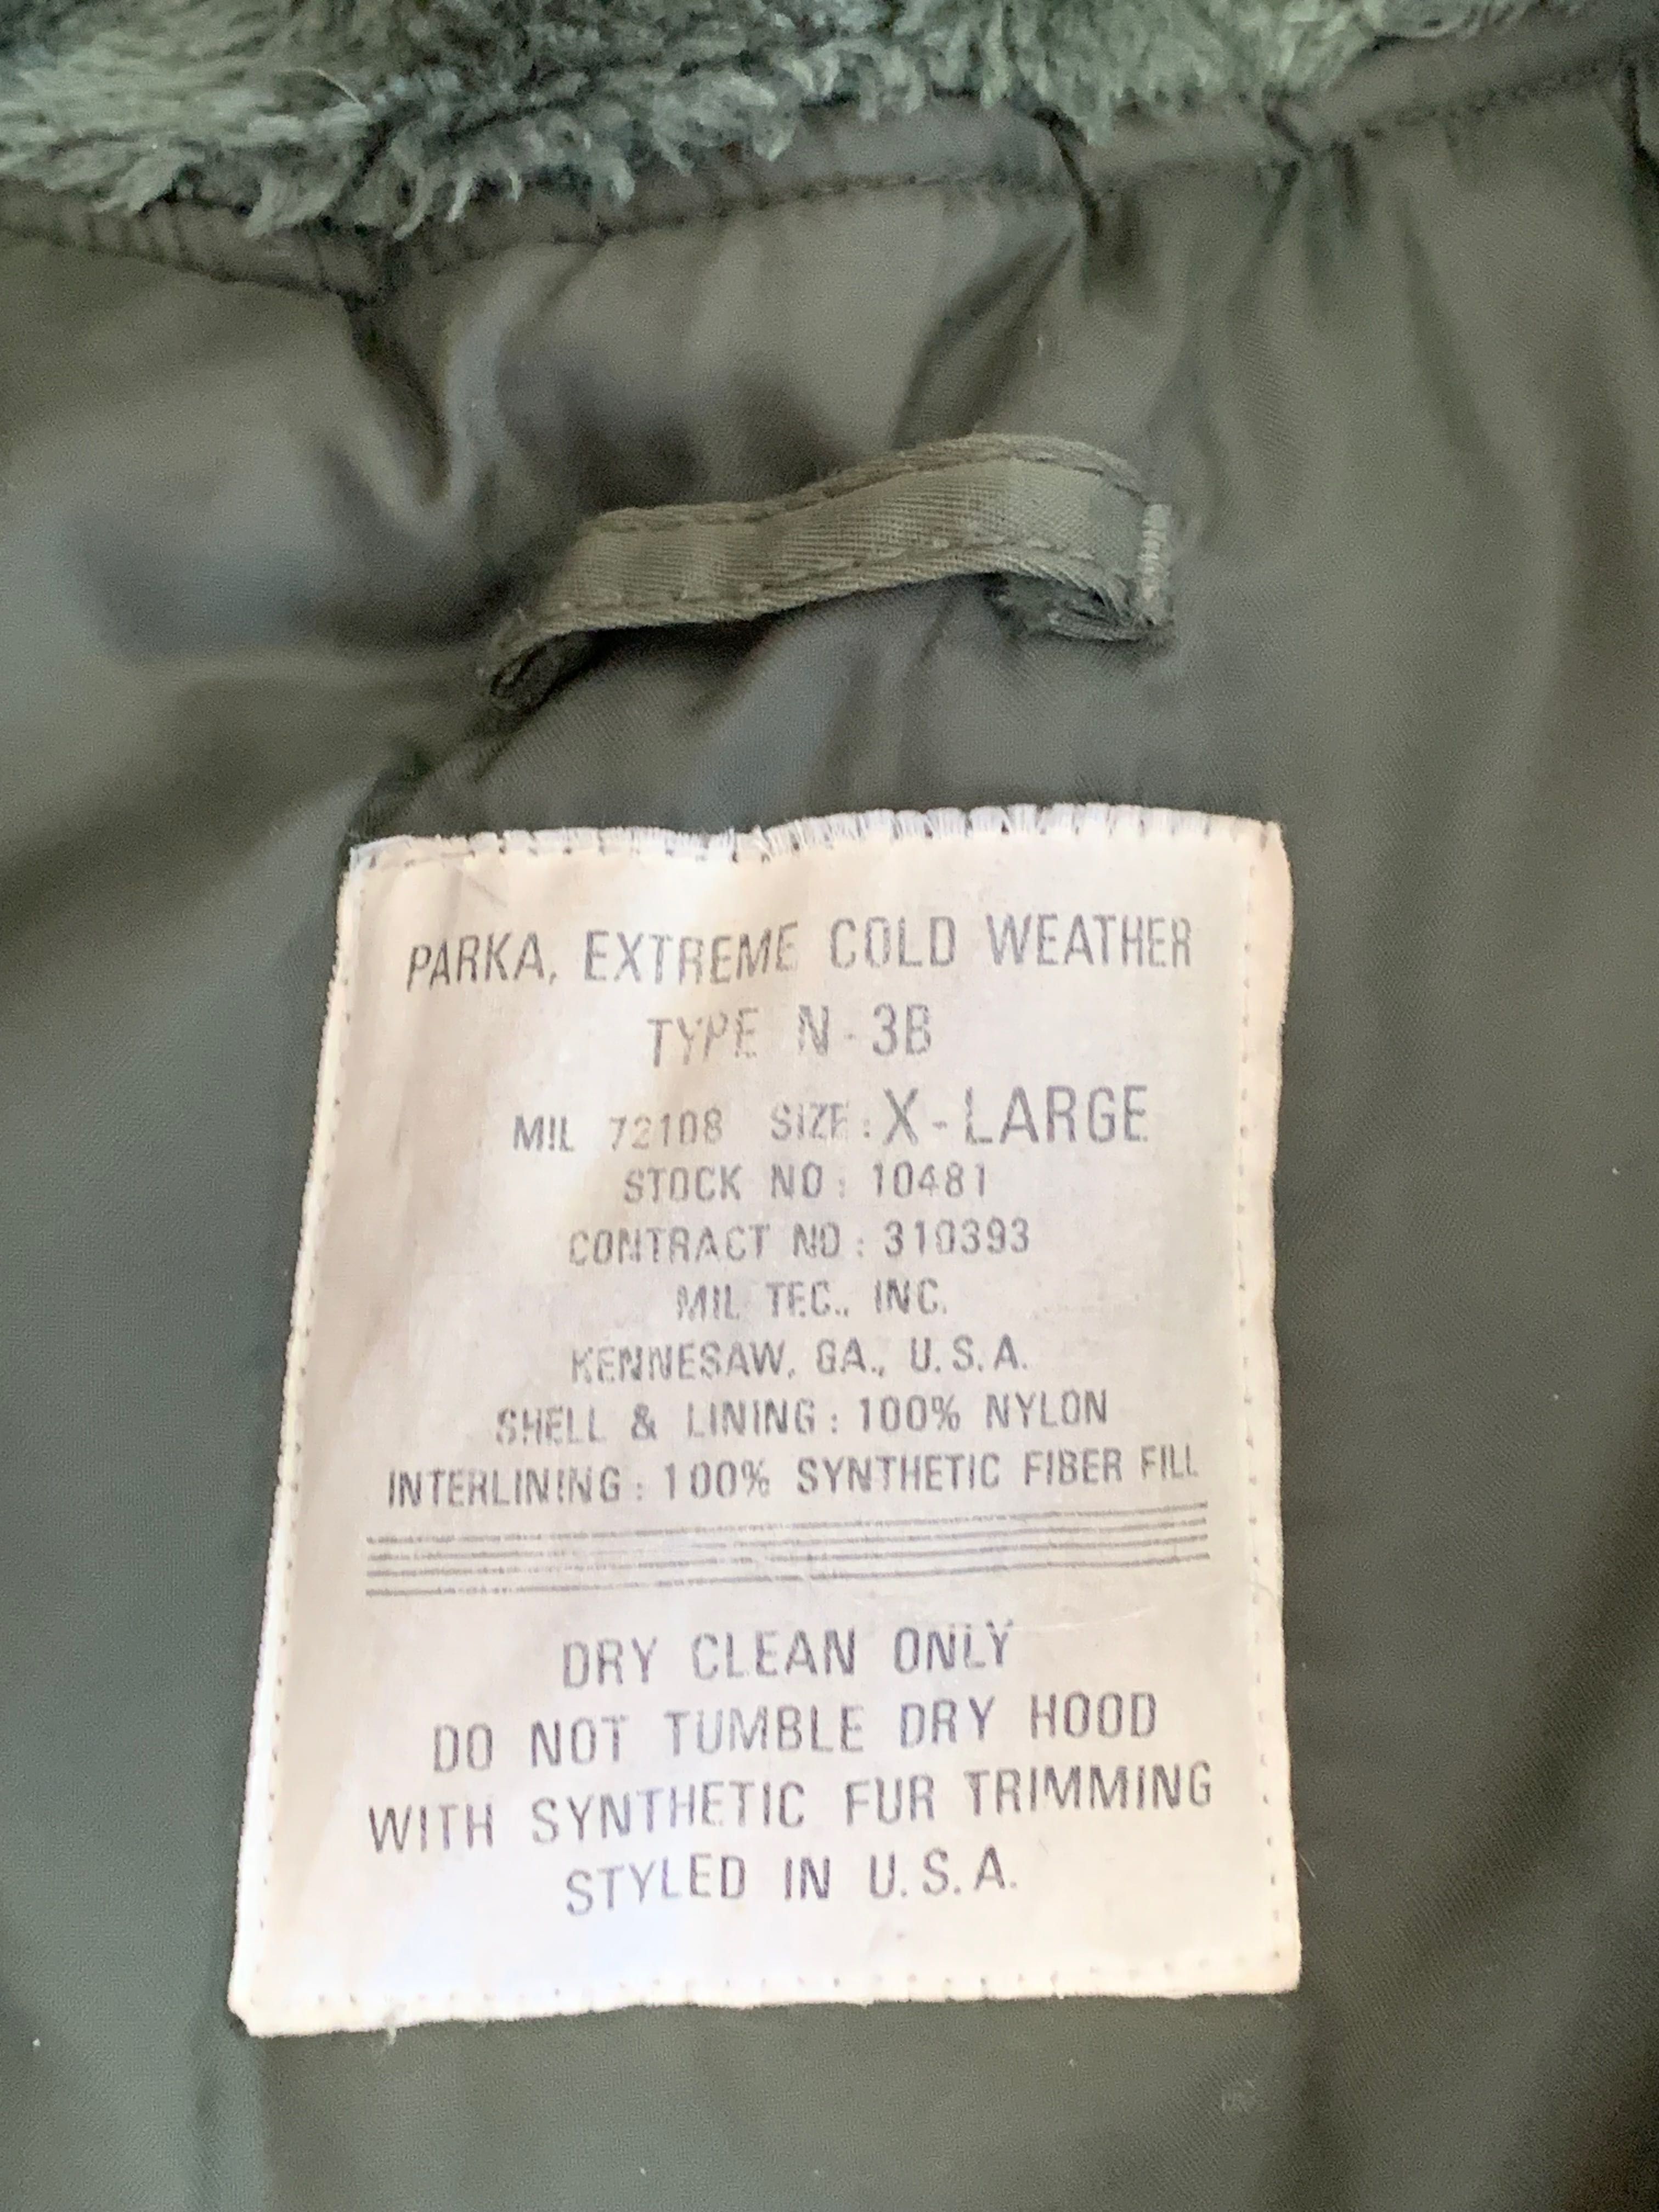 PARKA, EXTREME COLD WEATHER
TYPE N-3B
MIL 72108 SIZE: X-LARGE
STOCK NO: 10481
CONTRACT NO: 310393
MIL TEC., INC.
KENNESAW, GA., U.S.A.
SHELL & LINING: 100% NYLON
INTERLINING: 100% SYNTHETIC FIBER FILL
DRY CLEAN ONLY
DO NOT TUMBLE DRY HOOD
WITH SYNTHETIC FUR TRIMMING
STYLED IN U.S.A.